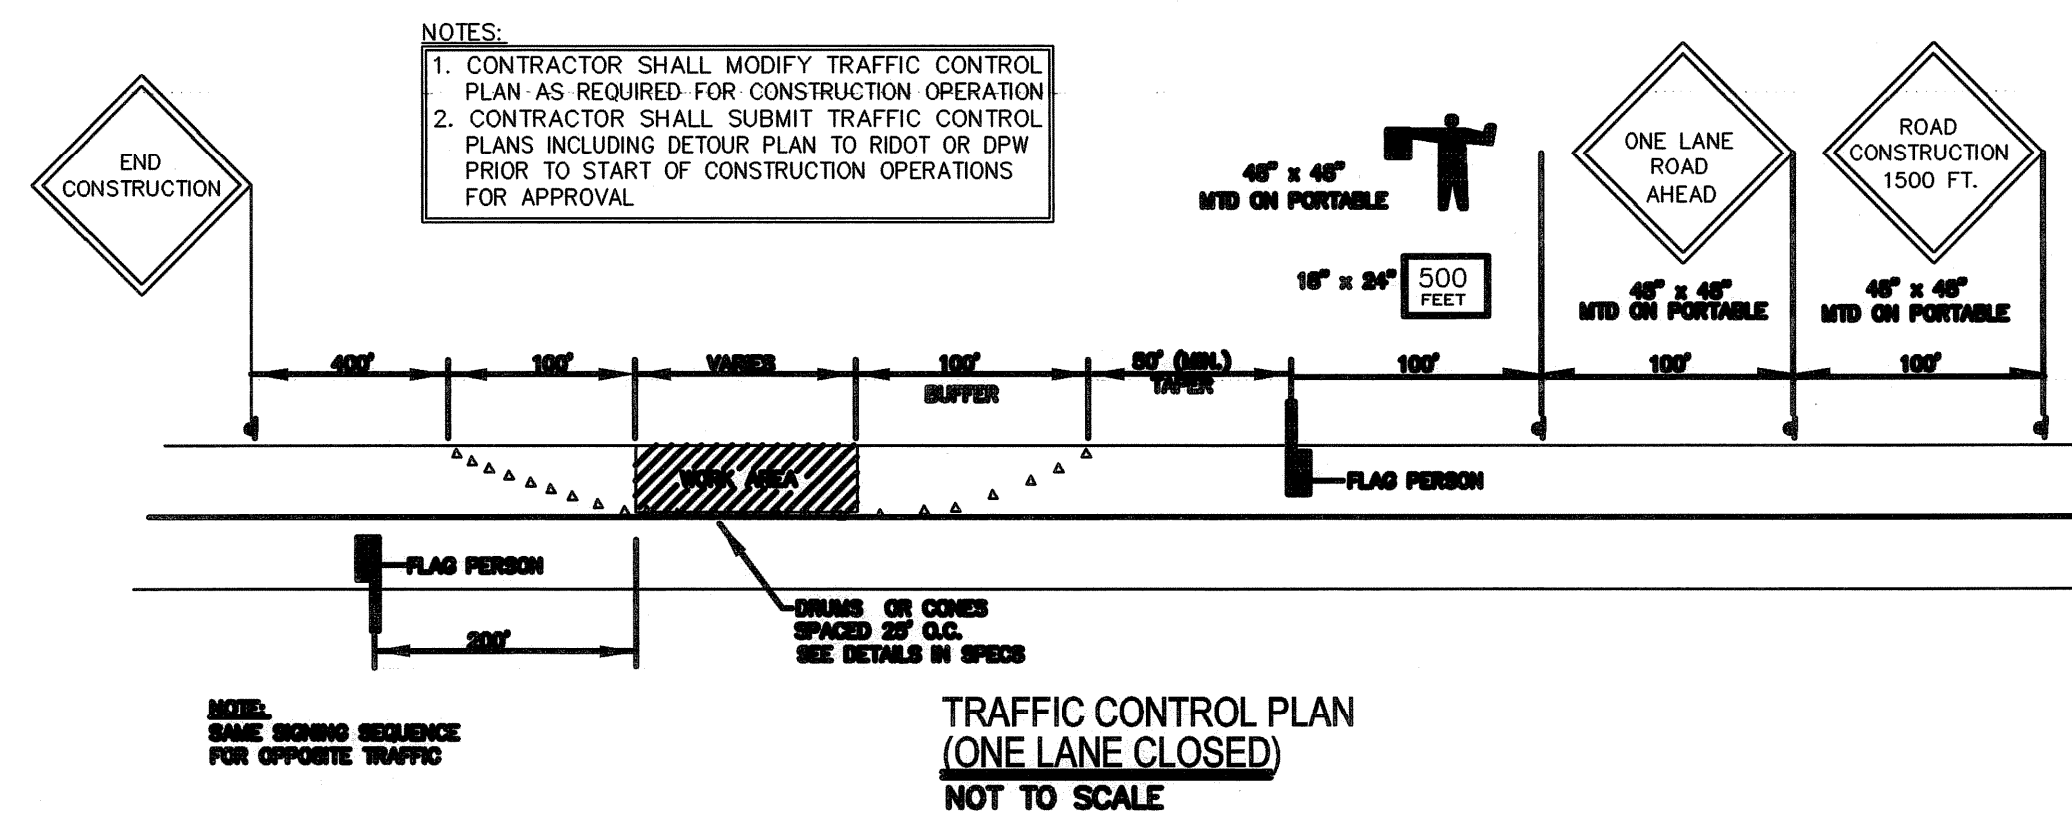 NOTES:
1. CONTRACTOR SHALL MODIFY TRAFFIC CONTROL
PLAN AS REQUIRED FOR CONSTRUCTION OPERATION
2. CONTRACTOR SHALL SUBMIT TRAFFIC CONTROL
PLANS INCLUDING DETOUR PLAN TO RIDOT OR DPW
PRIOR TO START OF CONSTRUCTION OPERATIONS
FOR APPROVAL
END
CONSTRUCTION
48" x 48"
MTD ON PORTABLE
ONE LANE
ROAD
AHEAD
ROAD
CONSTRUCTION
1500 FT.
18" x 24"
500
FEET
48" x 48"
MTD ON PORTABLE
48" x 48"
MTD ON PORTABLE
400'
100'
VARIES
100'
BUFFER
50' (MIN.)
TAPER
100'
100'
100'
WORK AREA
FLAG PERSON
FLAG PERSON
200'
DRUMS OR CONES
SPACED 25' O.C.
SEE DETAILS IN SPECS
NOTE:
SAME SIGNING SEQUENCE
FOR OPPOSITE TRAFFIC
TRAFFIC CONTROL PLAN
(ONE LANE CLOSED)
NOT TO SCALE